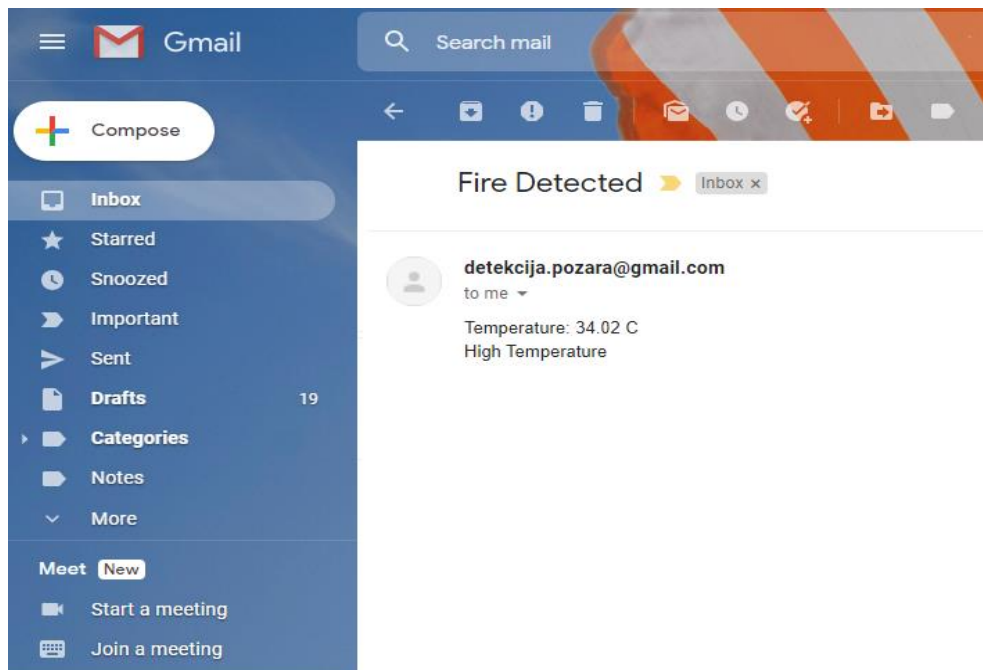 Gmail
Search mail
Compose
Inbox
Starred
Snoozed
Important
Sent
Drafts 19
Categories
Notes
More
Meet New
Start a meeting
Join a meeting
Fire Detected Inbox x
detekcija.pozara@gmail.com
to me
Temperature: 34.02 C
High Temperature